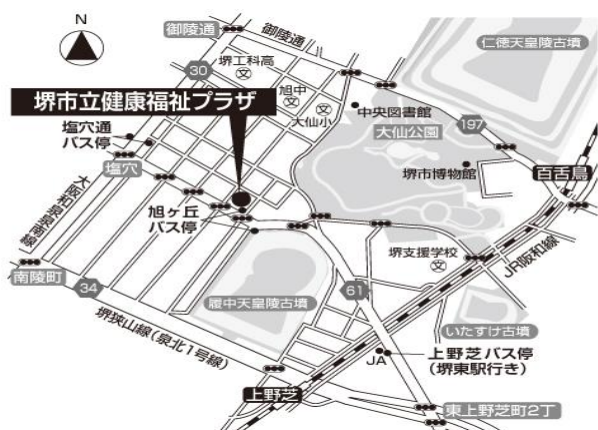 N
御陵通
御陵通
仁徳天皇陵古墳
堺工科高
文
30
旭中
文
文
大仙小
堺市立健康福祉プラザ
中央図書館
大仙公園
197
塩穴通
バス停
塩穴
堺市博物館
百舌鳥
大阪和泉泉南線
旭ヶ丘
バス停
堺支援学校
文
JR阪和線
南陵町
34
履中天皇陵古墳
61
いたすけ古墳
堺狭山線(泉北1号線)
JA
上野芝バス停
(堺東駅行き)
上野芝
東上野芝町2丁